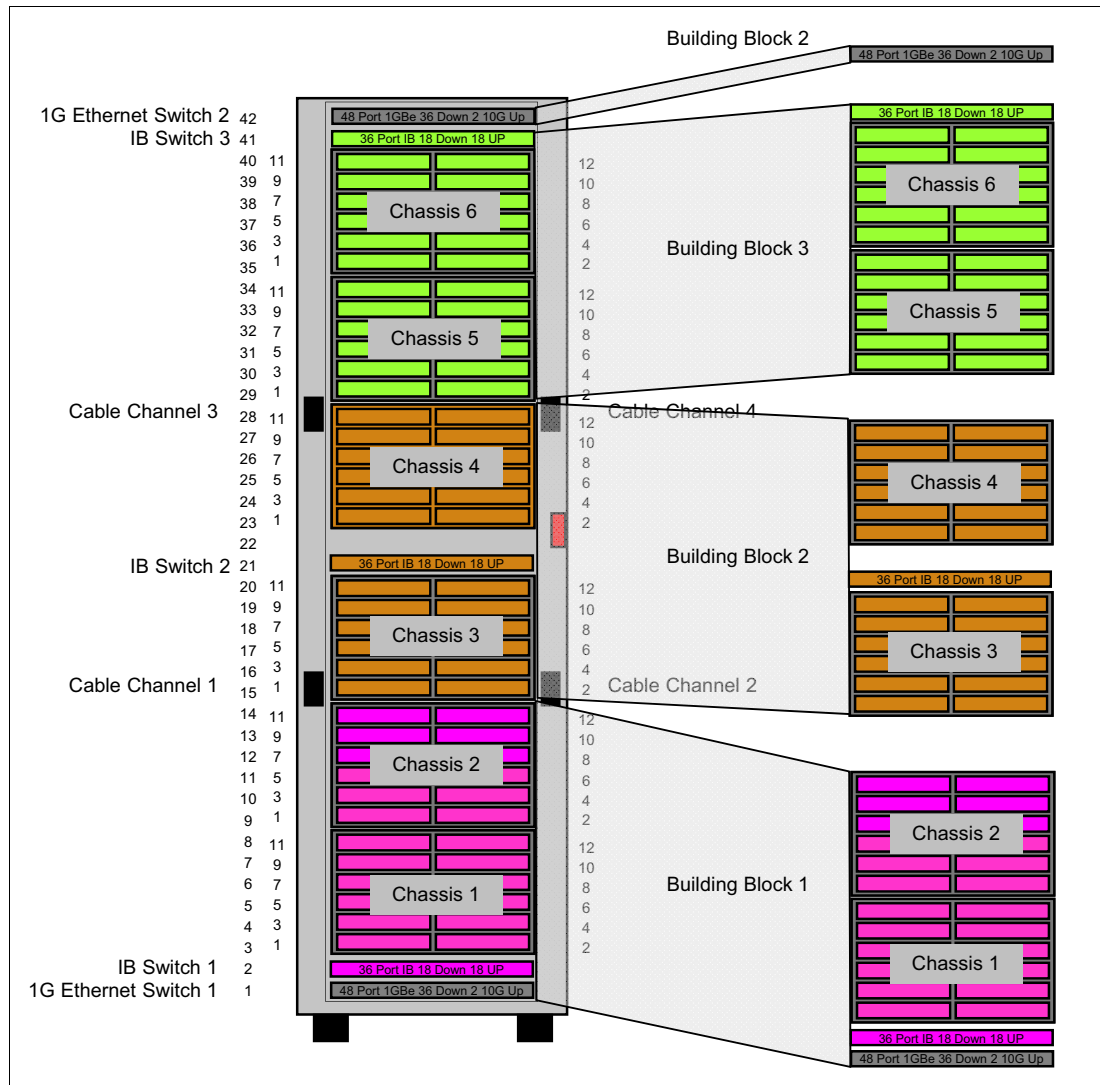 Building Block 2
48 Port 1GBe 36 Down 2 10G Up
1G Ethernet Switch 2 42 48 Port 1GBe 36 Down 2 10G Up
36 Port IB 18 Down 18 UP
IB Switch 3 41 36 Port IB 18 Down 18 UP
40 11 12
39 9 10
Chassis 6
38 7 Chassis 6 8
37 5 6
36 3 4 Building Block 3
35 1 2
34 11 12
33 9 10
Chassis 5
32 7 Chassis 5 8
31 5 6
30 3 4
29 1 2
Cable Channel 3 28 11 Cable Channel 4
12
27 9 10
26 7 Chassis 4 8
25 5 6 Chassis 4
24 3 4
23 1 2
22
Building Block 2
IB Switch 2 21 36 Port IB 18 Down 18 UP
36 Port IB 18 Down 18 UP
20 11 12
19 9 10
18 7 Chassis 3 8
17 5 6 Chassis 3
16 3 4
Cable Channel 1 15 1 2 Cable Channel 2
14 11 12
13 9 10
12 7 Chassis 2 8
11 5 6
10 3 4
9 1 2 Chassis 2
8 11 12
7 9 10
6 7 8 Building Block 1
5 5 Chassis 1 6
4 3 4
3 1 2
Chassis 1
IB Switch 1 2 36 Port IB 18 Down 18 UP
1G Ethernet Switch 1 1 48 Port 1GBe 36 Down 2 10G Up
36 Port IB 18 Down 18 UP
48 Port 1GBe 36 Down 2 10G Up